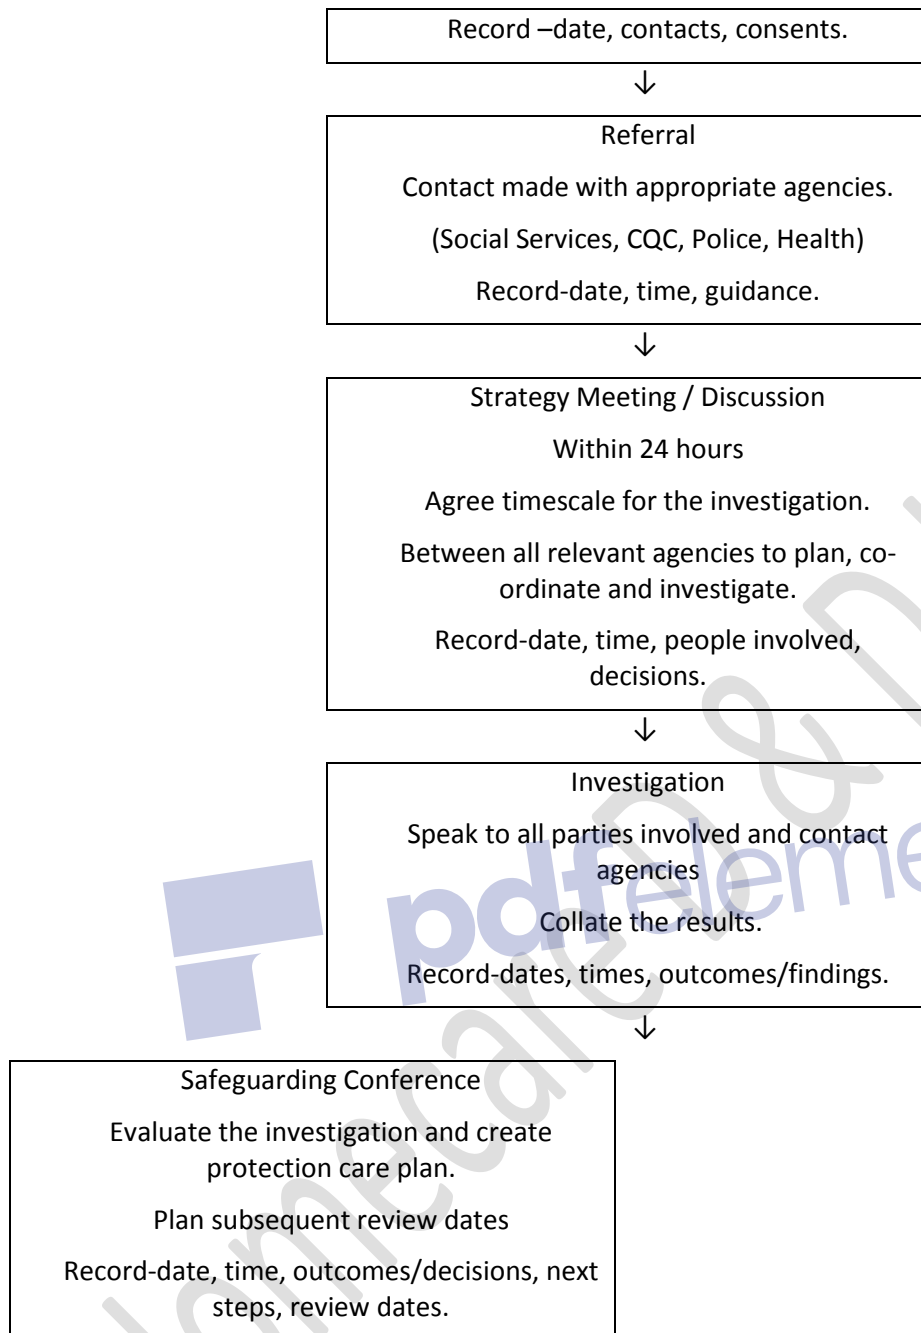 Record –date, contacts, consents.
↓
Referral
Contact made with appropriate agencies.
(Social Services, CQC, Police, Health)
Record-date, time, guidance.
↓
Strategy Meeting / Discussion
Within 24 hours
Agree timescale for the investigation.
Between all relevant agencies to plan, co-
ordinate and investigate.
Record-date, time, people involved,
decisions.
↓
Investigation
Speak to all parties involved and contact
agencies
Collate the results.
Record-dates, times, outcomes/findings.
↓
Safeguarding Conference
Evaluate the investigation and create
protection care plan.
Plan subsequent review dates
Record-date, time, outcomes/decisions, next
steps, review dates.
pdfeleme
omecare
&